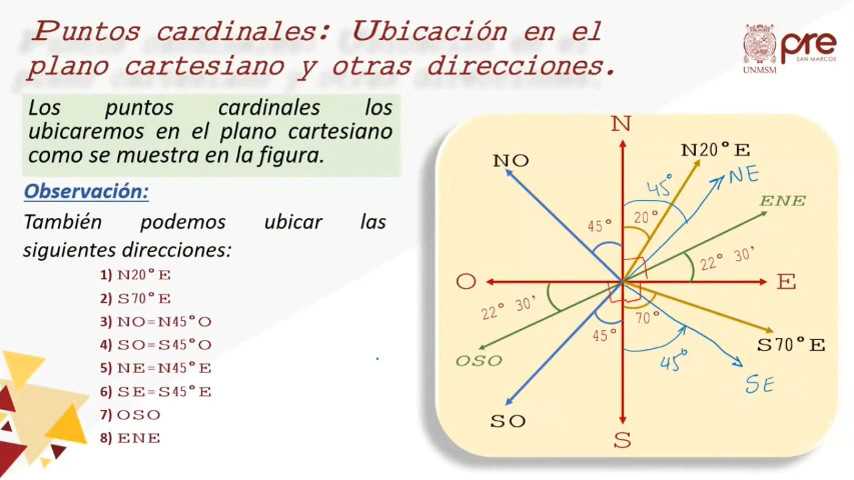 Puntos cardinales: Ubicación en el
plano cartesiano y otras direcciones.
UNMSM
pre
SAN MARCOS
Los puntos cardinales los
ubicaremos en el plano cartesiano
como se muestra en la figura.
Observación:
También podemos ubicar las
siguientes direcciones:
1) N20°E
2) S70°E
3) NO=N45°O
4) SO=S45°O
5) NE=N45°E
6) SE=S45°E
7) OSO
8) ENE
N
NO
N20°E
45°
NE
ENE
45°
20°
22° 30'
O
E
22° 30'
45°
70°
S70°E
OSO
45°
SE
SO
S